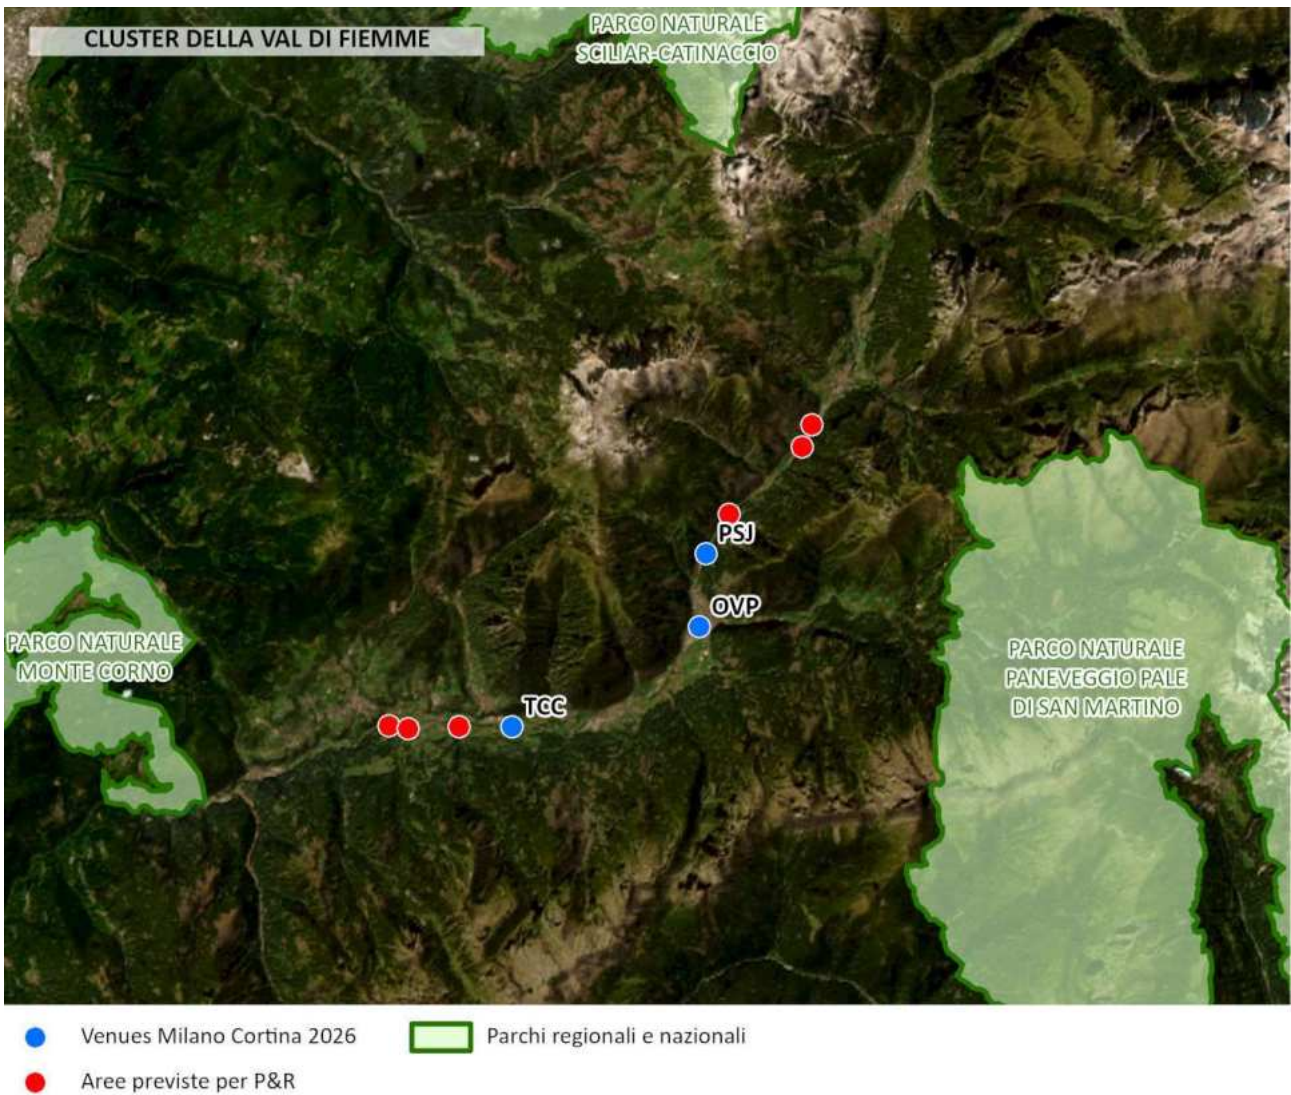 CLUSTER DELLA VAL DI FIEMME
PARCO NATURALE
SCILIAR-CATINACCIO
PSJ
OVP
PARCO NATURALE
MONTE CORNO
PARCO NATURALE
PANEVEGGIO PALE
DI SAN MARTINO
TCC
Venues Milano Cortina 2026
Parchi regionali e nazionali
Aree previste per P&R